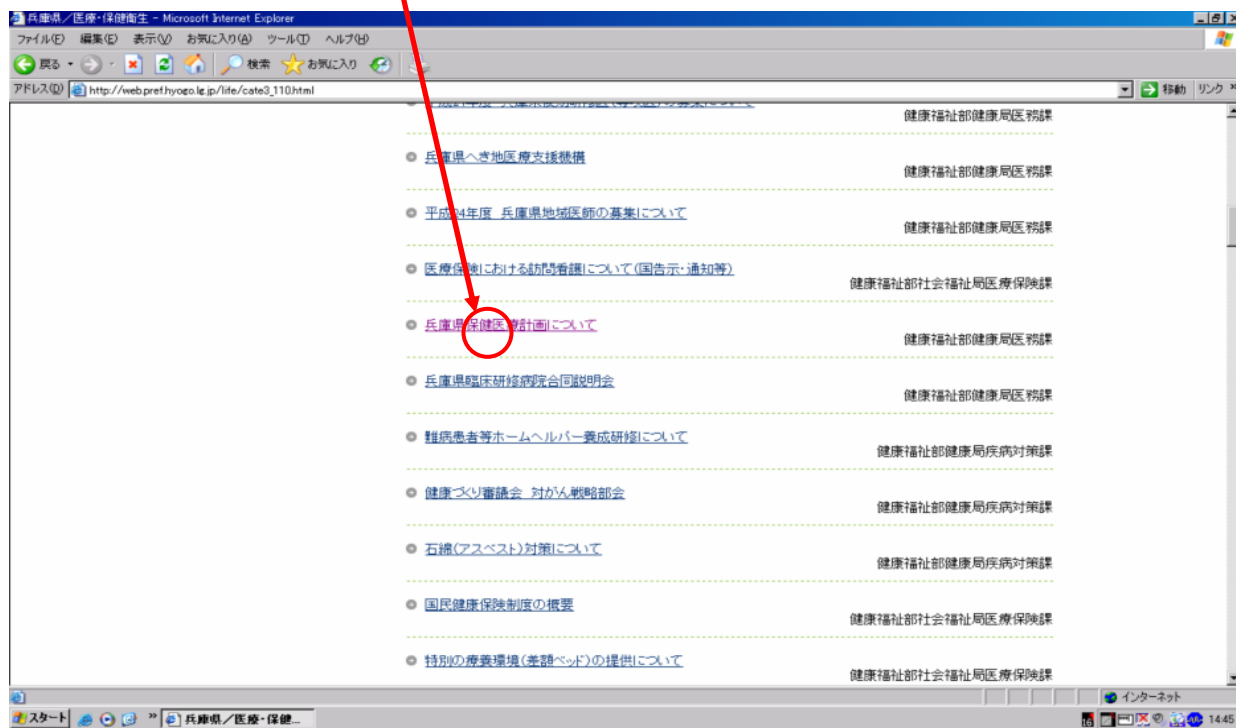 兵庫県/医療・保健衛生 - Microsoft Internet Explorer
ファイル(F) 編集(E) 表示(V) お気に入り(A) ツール(T) ヘルプ(H)
戻る 検索 お気に入り
アドレス(D) http://web.pref.hyogo.lg.jp/life/cate3_110.html 移動 リンク »
健康福祉部健康局医務課
兵庫県へき地医療支援機構
健康福祉部健康局医務課
平成24年度 兵庫県地域医師の募集について
健康福祉部健康局医務課
医療保険における訪問看護について(国告示・通知等)
健康福祉部社会福祉局医療保険課
兵庫県保健医療計画について
健康福祉部健康局医務課
兵庫県臨床研修病院合同説明会
健康福祉部健康局医務課
難病患者等ホームヘルパー養成研修について
健康福祉部健康局疾病対策課
健康づくり審議会 対がん戦略部会
健康福祉部健康局疾病対策課
石綿(アスベスト)対策について
健康福祉部健康局疾病対策課
国民健康保険制度の概要
健康福祉部社会福祉局医療保険課
特別の療養環境(差額ベッド)の提供について
健康福祉部社会福祉局医療保険課
インターネット
スタート » 兵庫県/医療・保健... 14:45